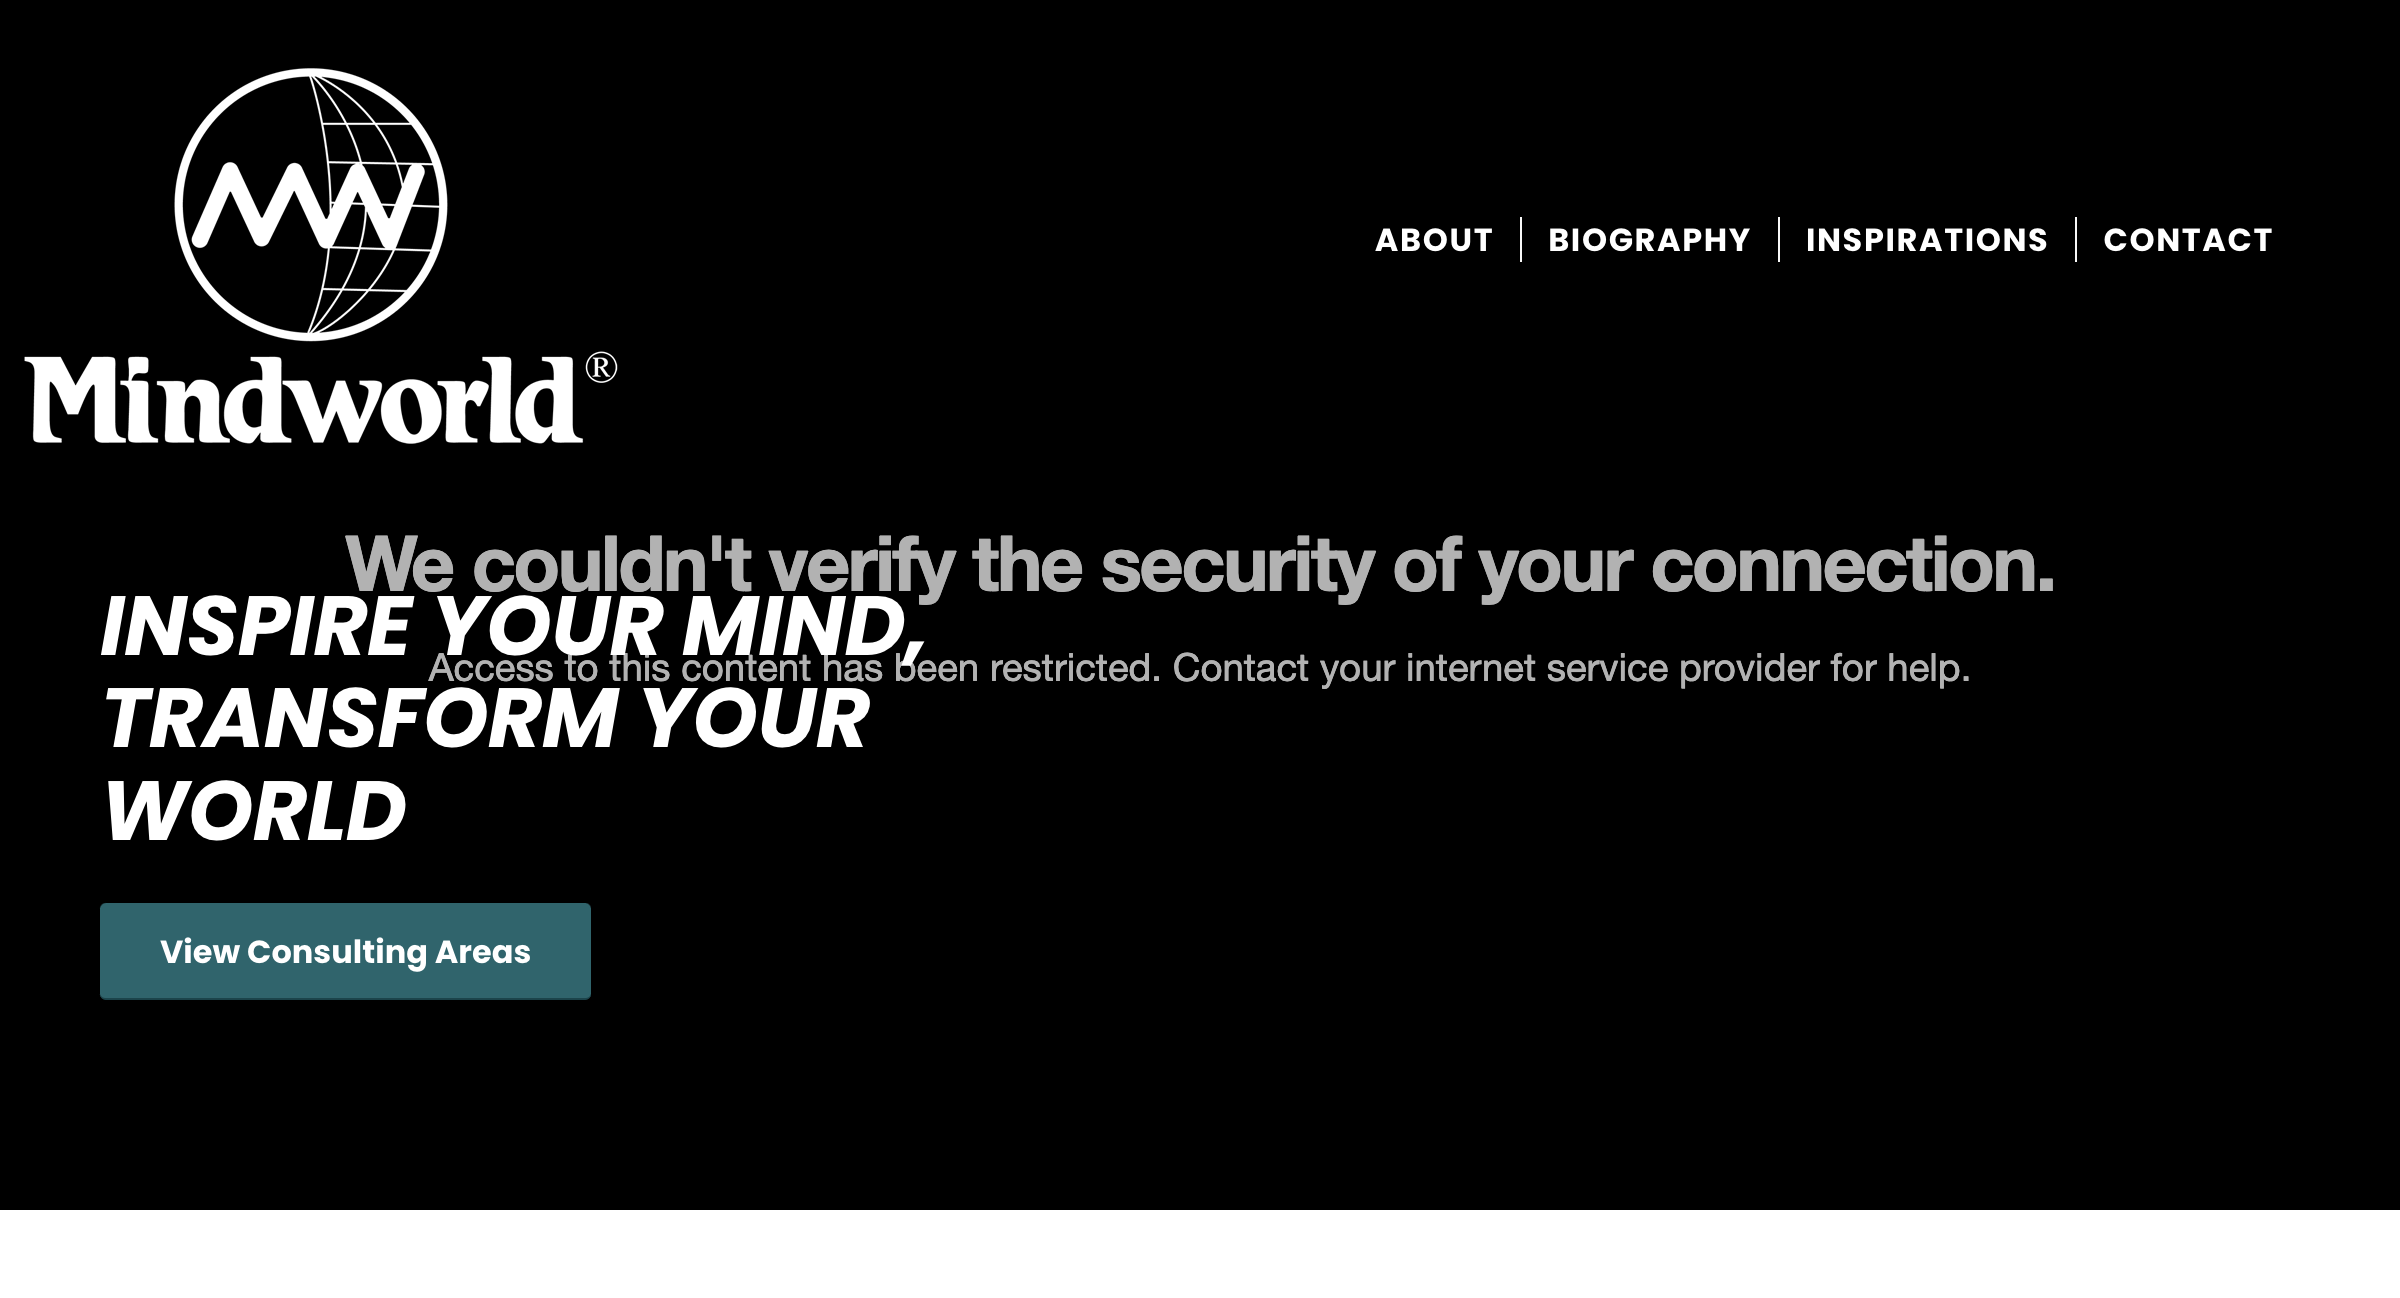 MW
Mindworld®
ABOUT
BIOGRAPHY
INSPIRATIONS
CONTACT
We couldn't verify the security of your connection.
Access to this content has been restricted. Contact your internet service provider for help.
INSPIRE YOUR MIND,
TRANSFORM YOUR
WORLD
View Consulting Areas